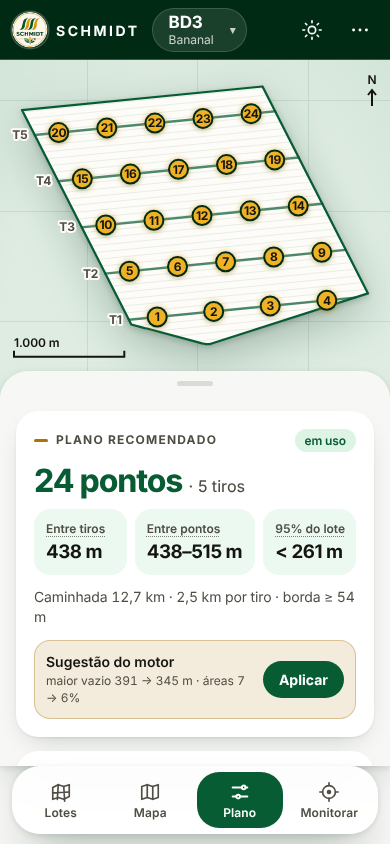 SCHMIDT
SCHMIDT
BD3
Bananal
N
T5
20
21
22
23
24
T4
15
16
17
18
19
T3
10
11
12
13
14
T2
5
6
7
8
9
T1
1
2
3
4
1.000 m
PLANO RECOMENDADO
em uso
24 pontos · 5 tiros
Entre tiros
438 m
Entre pontos
438–515 m
95% do lote
< 261 m
Caminhada 12,7 km · 2,5 km por tiro · borda ≥ 54
m
Sugestão do motor
maior vazio 391 → 345 m · áreas 7
→ 6%
Aplicar
Lotes
Mapa
Plano
Monitorar